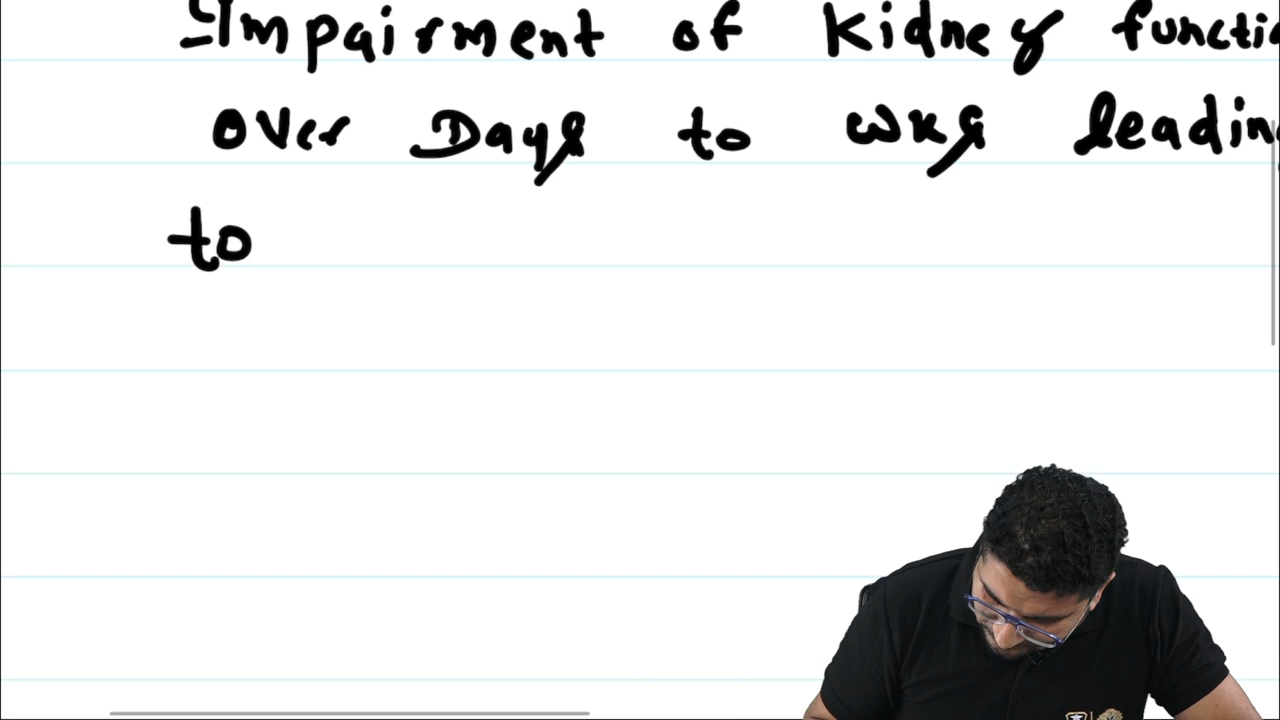 Impairment of Kidney functi
over Days to wks leadin
to